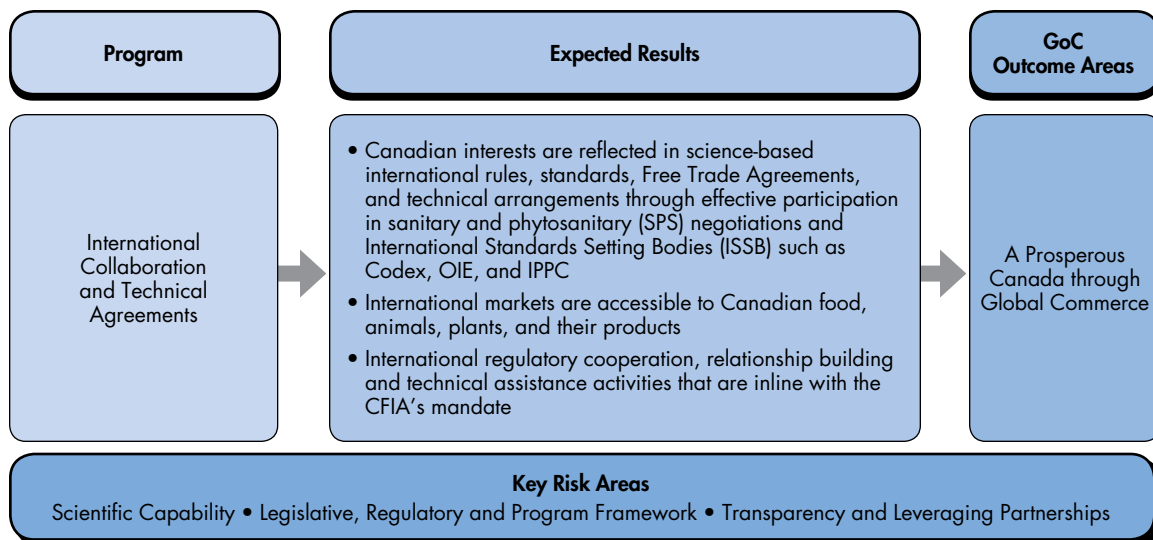 Program
Expected Results
GoC
Outcome Areas
International
Collaboration
and Technical
Agreements
• Canadian interests are reflected in science-based
international rules, standards, Free Trade Agreements,
and technical arrangements through effective participation
in sanitary and phytosanitary (SPS) negotiations and
International Standards Setting Bodies (ISSB) such as
Codex, OIE, and IPPC
• International markets are accessible to Canadian food,
animals, plants, and their products
• International regulatory cooperation, relationship building
and technical assistance activities that are inline with the
CFIA’s mandate
A Prosperous
Canada through
Global Commerce
Key Risk Areas
Scientific Capability • Legislative, Regulatory and Program Framework • Transparency and Leveraging Partnerships